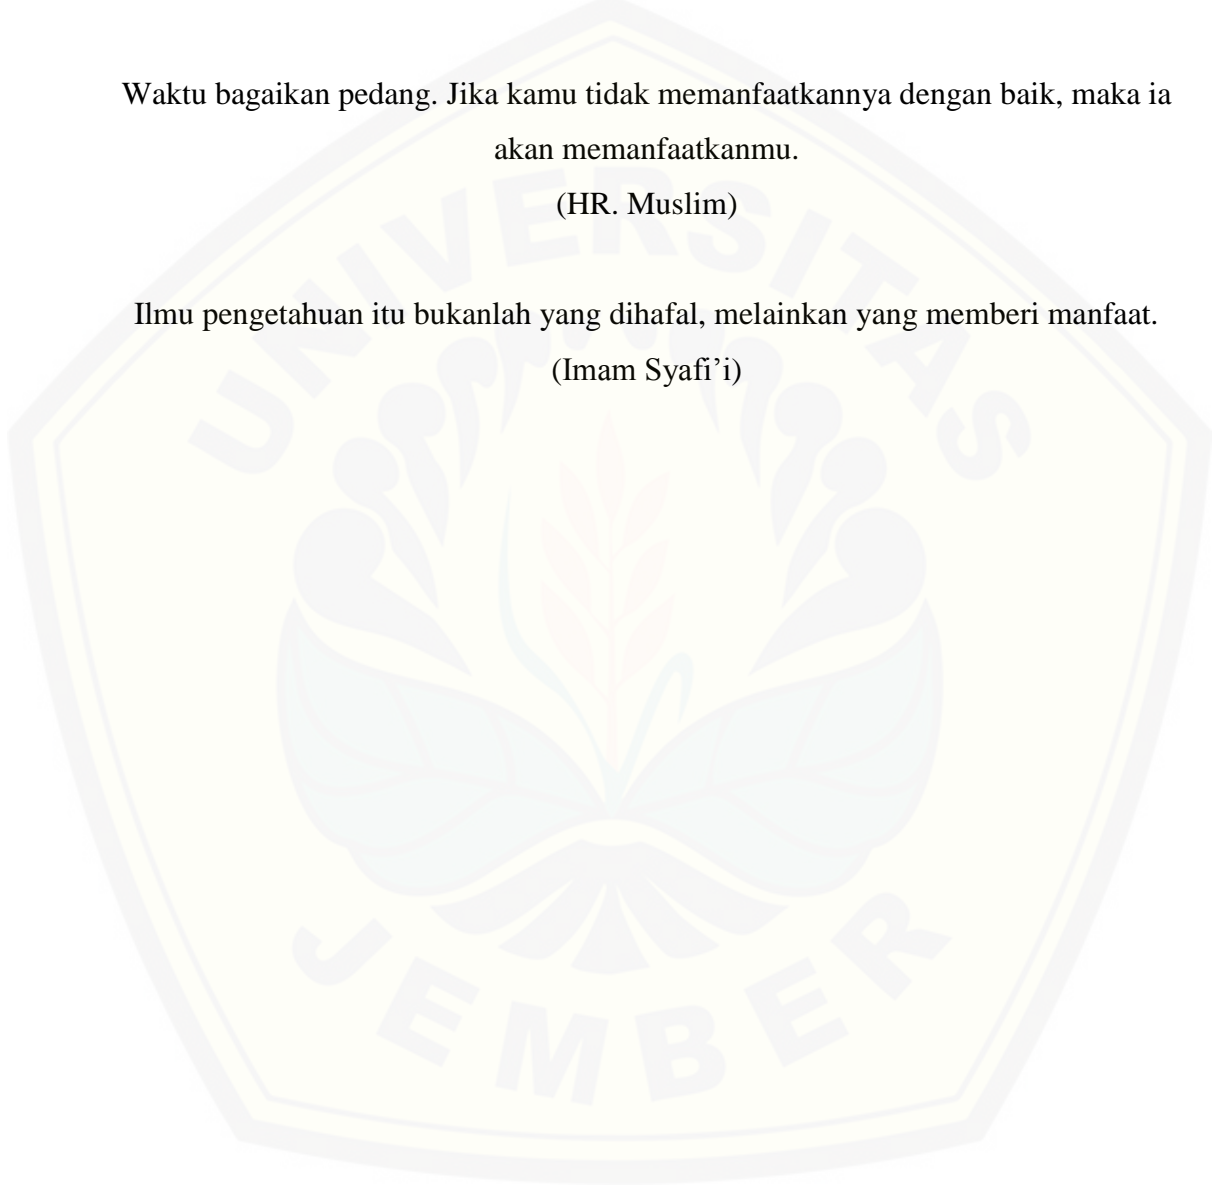 Waktu bagaikan pedang. Jika kamu tidak memanfaatkannya dengan baik, maka ia
akan memanfaatkanmu.
(HR. Muslim)
Ilmu pengetahuan itu bukanlah yang dihafal, melainkan yang memberi manfaat.
(Imam Syafi’i)
UNIVERSITAS
JEMBER